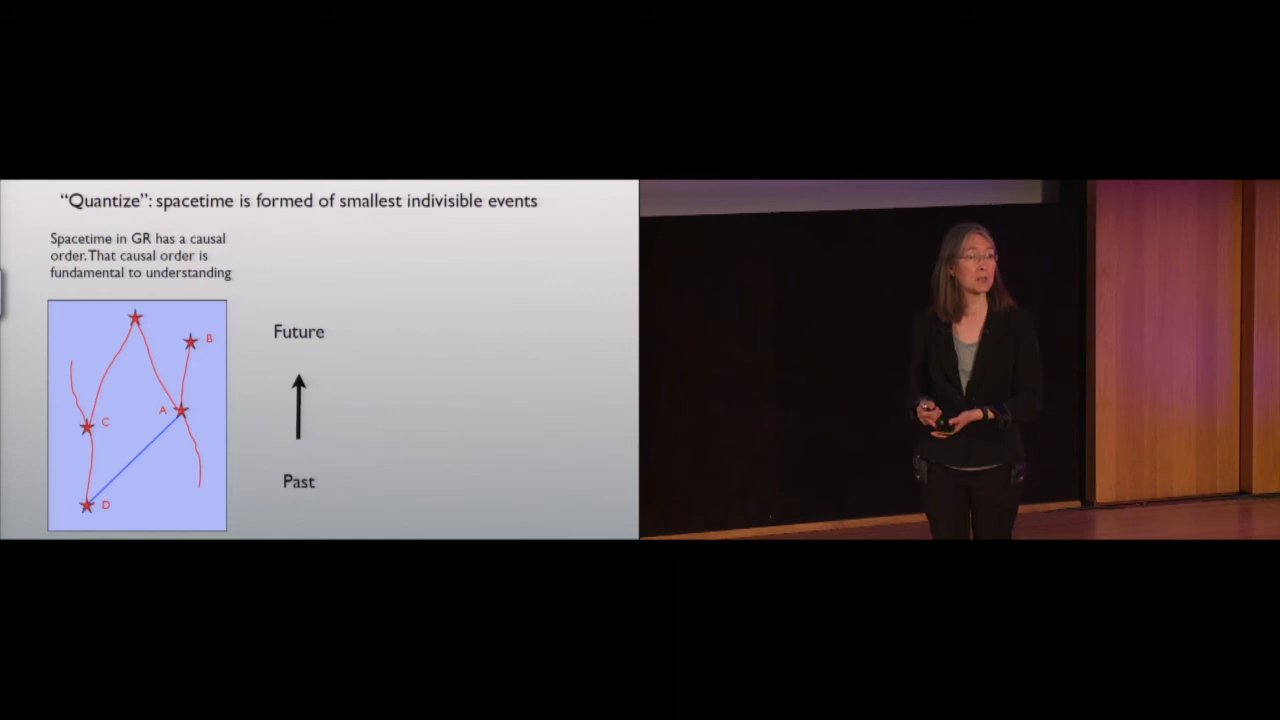 “Quantize”: spacetime is formed of smallest indivisible events
Spacetime in GR has a causal
order. That causal order is
fundamental to understanding
Future
B
A
C
Past
D